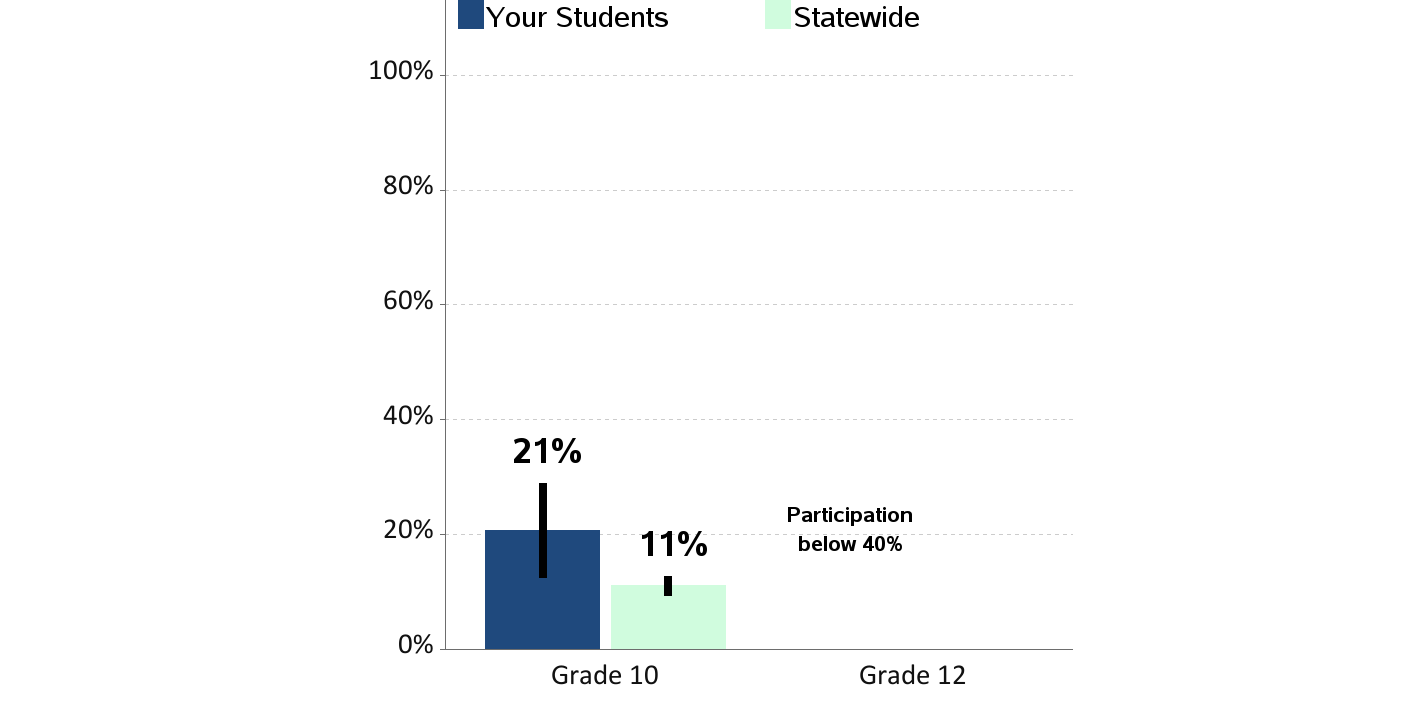 Your Students
Statewide
100%
80%
60%
40%
21%
20%
11%
Participation
below 40%
0%
Grade 10
Grade 12